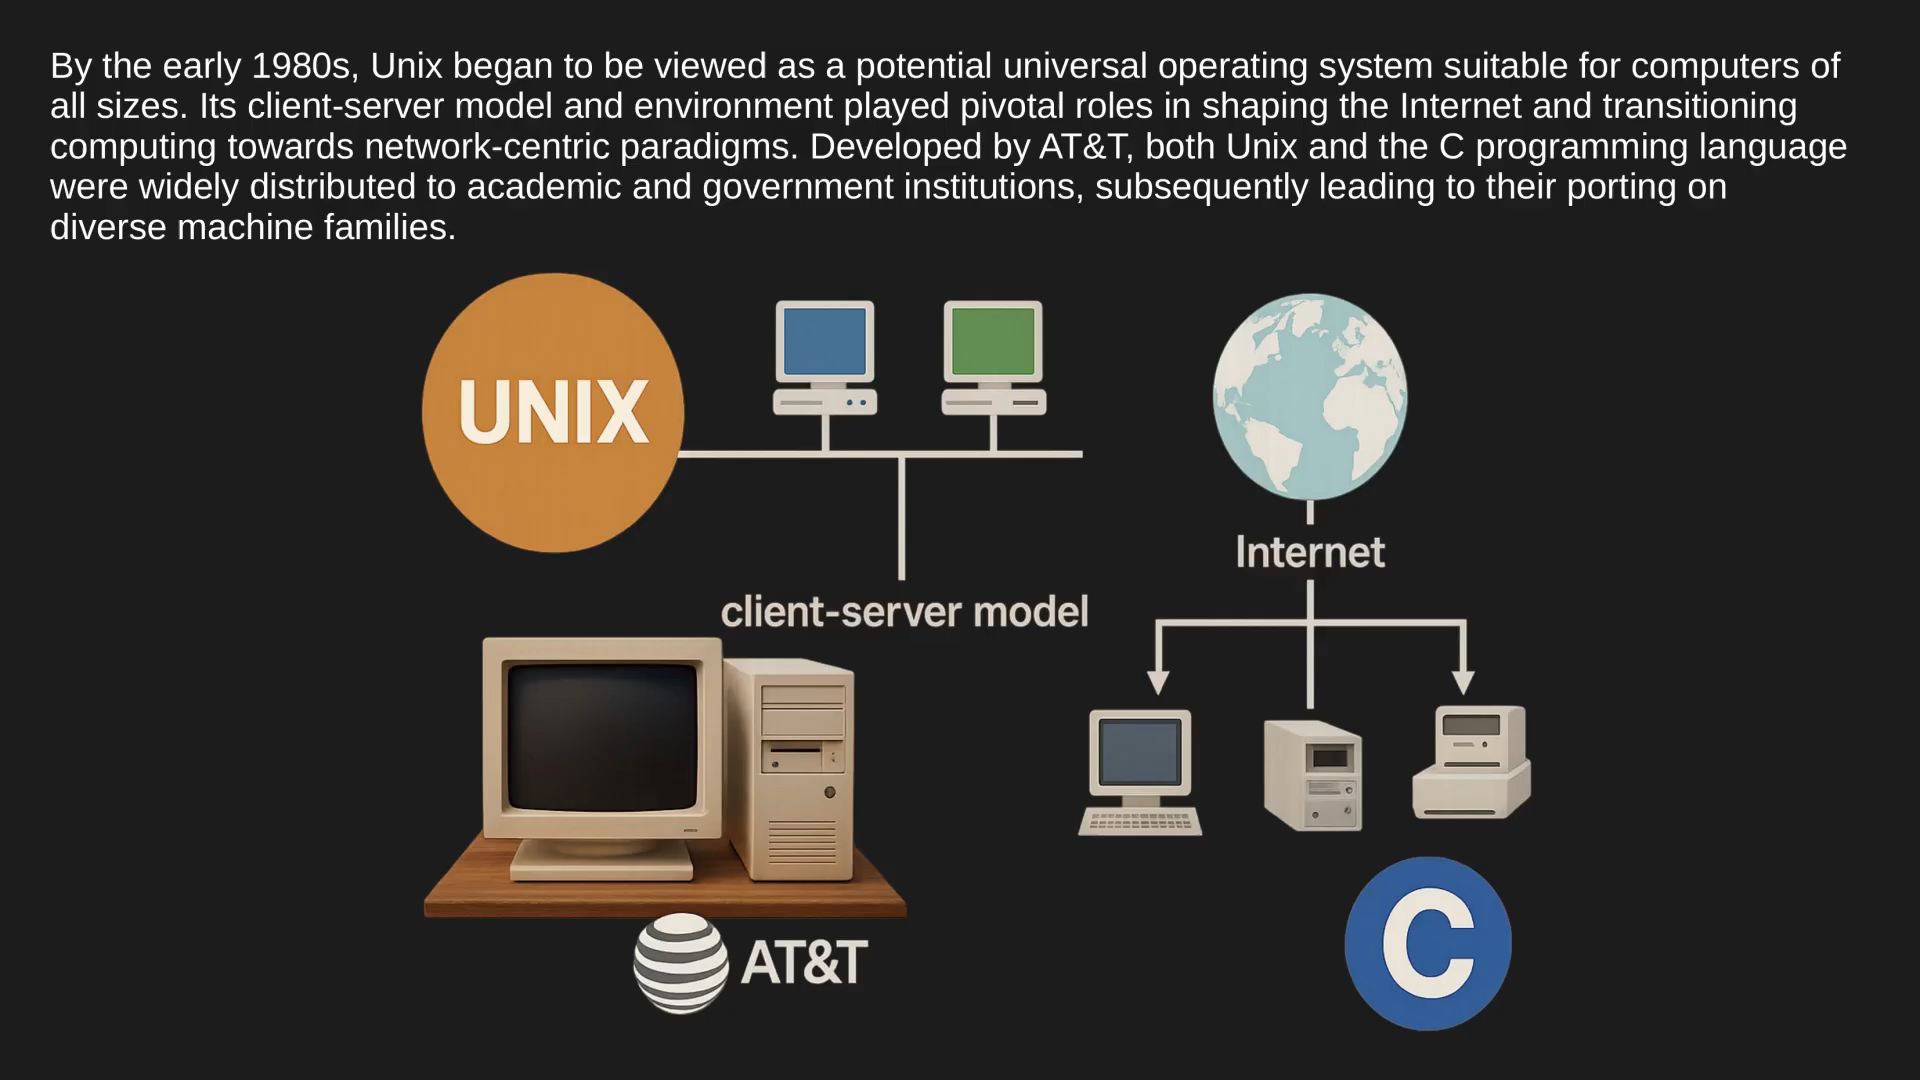 By the early 1980s, Unix began to be viewed as a potential universal operating system suitable for computers of
all sizes. Its client-server model and environment played pivotal roles in shaping the Internet and transitioning
computing towards network-centric paradigms. Developed by AT&T, both Unix and the C programming language
were widely distributed to academic and government institutions, subsequently leading to their porting on
diverse machine families.
UNIX
Internet
client-server model
AT&T
C